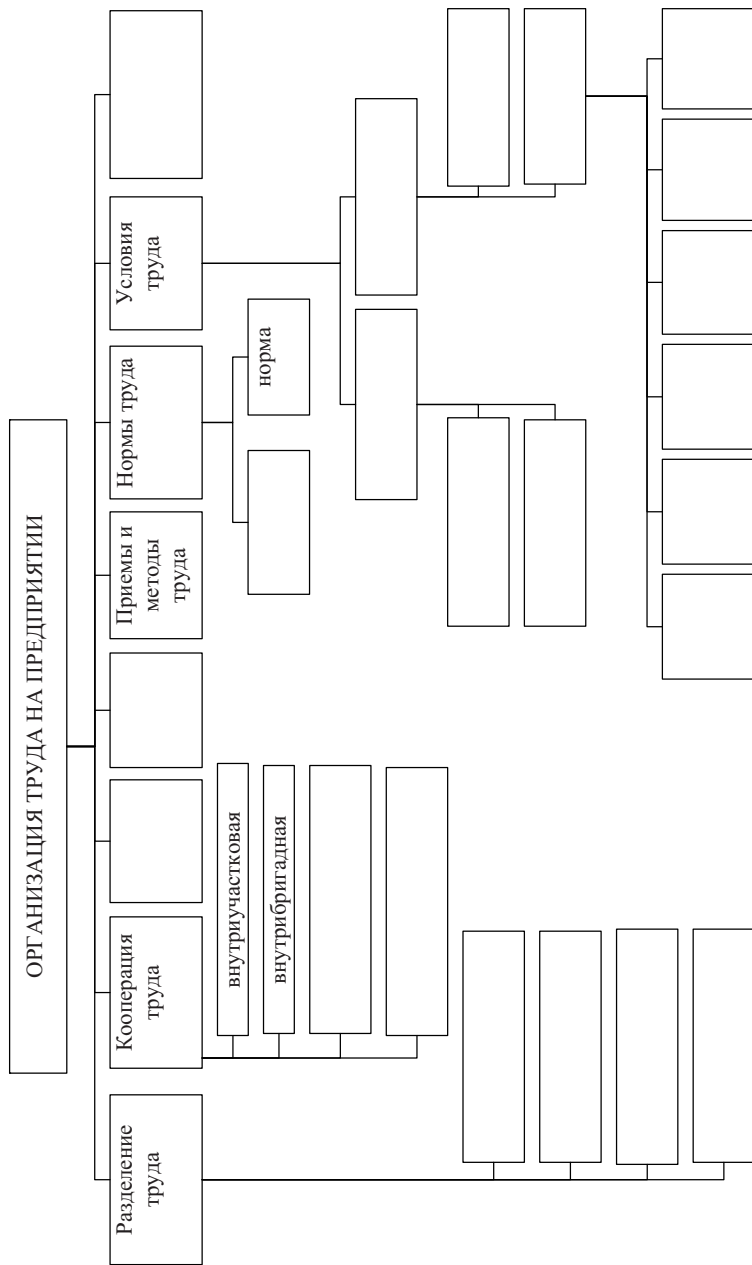 ОРГАНИЗАЦИЯ ТРУДА НА ПРЕДПРИЯТИИ
Разделение
труда
Кооперация
труда
Приемы и
методы
труда
Нормы труда
Условия
труда
внутриучастковая
внутрибригадная
норма